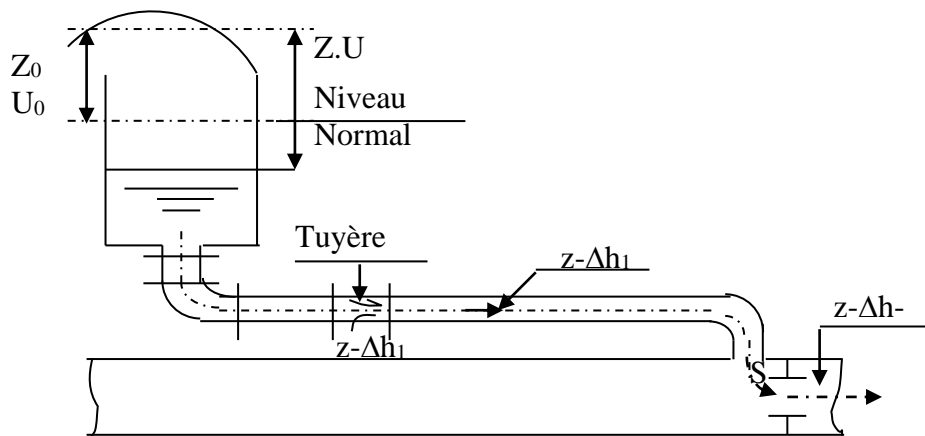 Z₀
U₀
Z.U
Niveau
Normal
Tuyère
z-Δh₁
z-Δh₁
z-Δh-
S